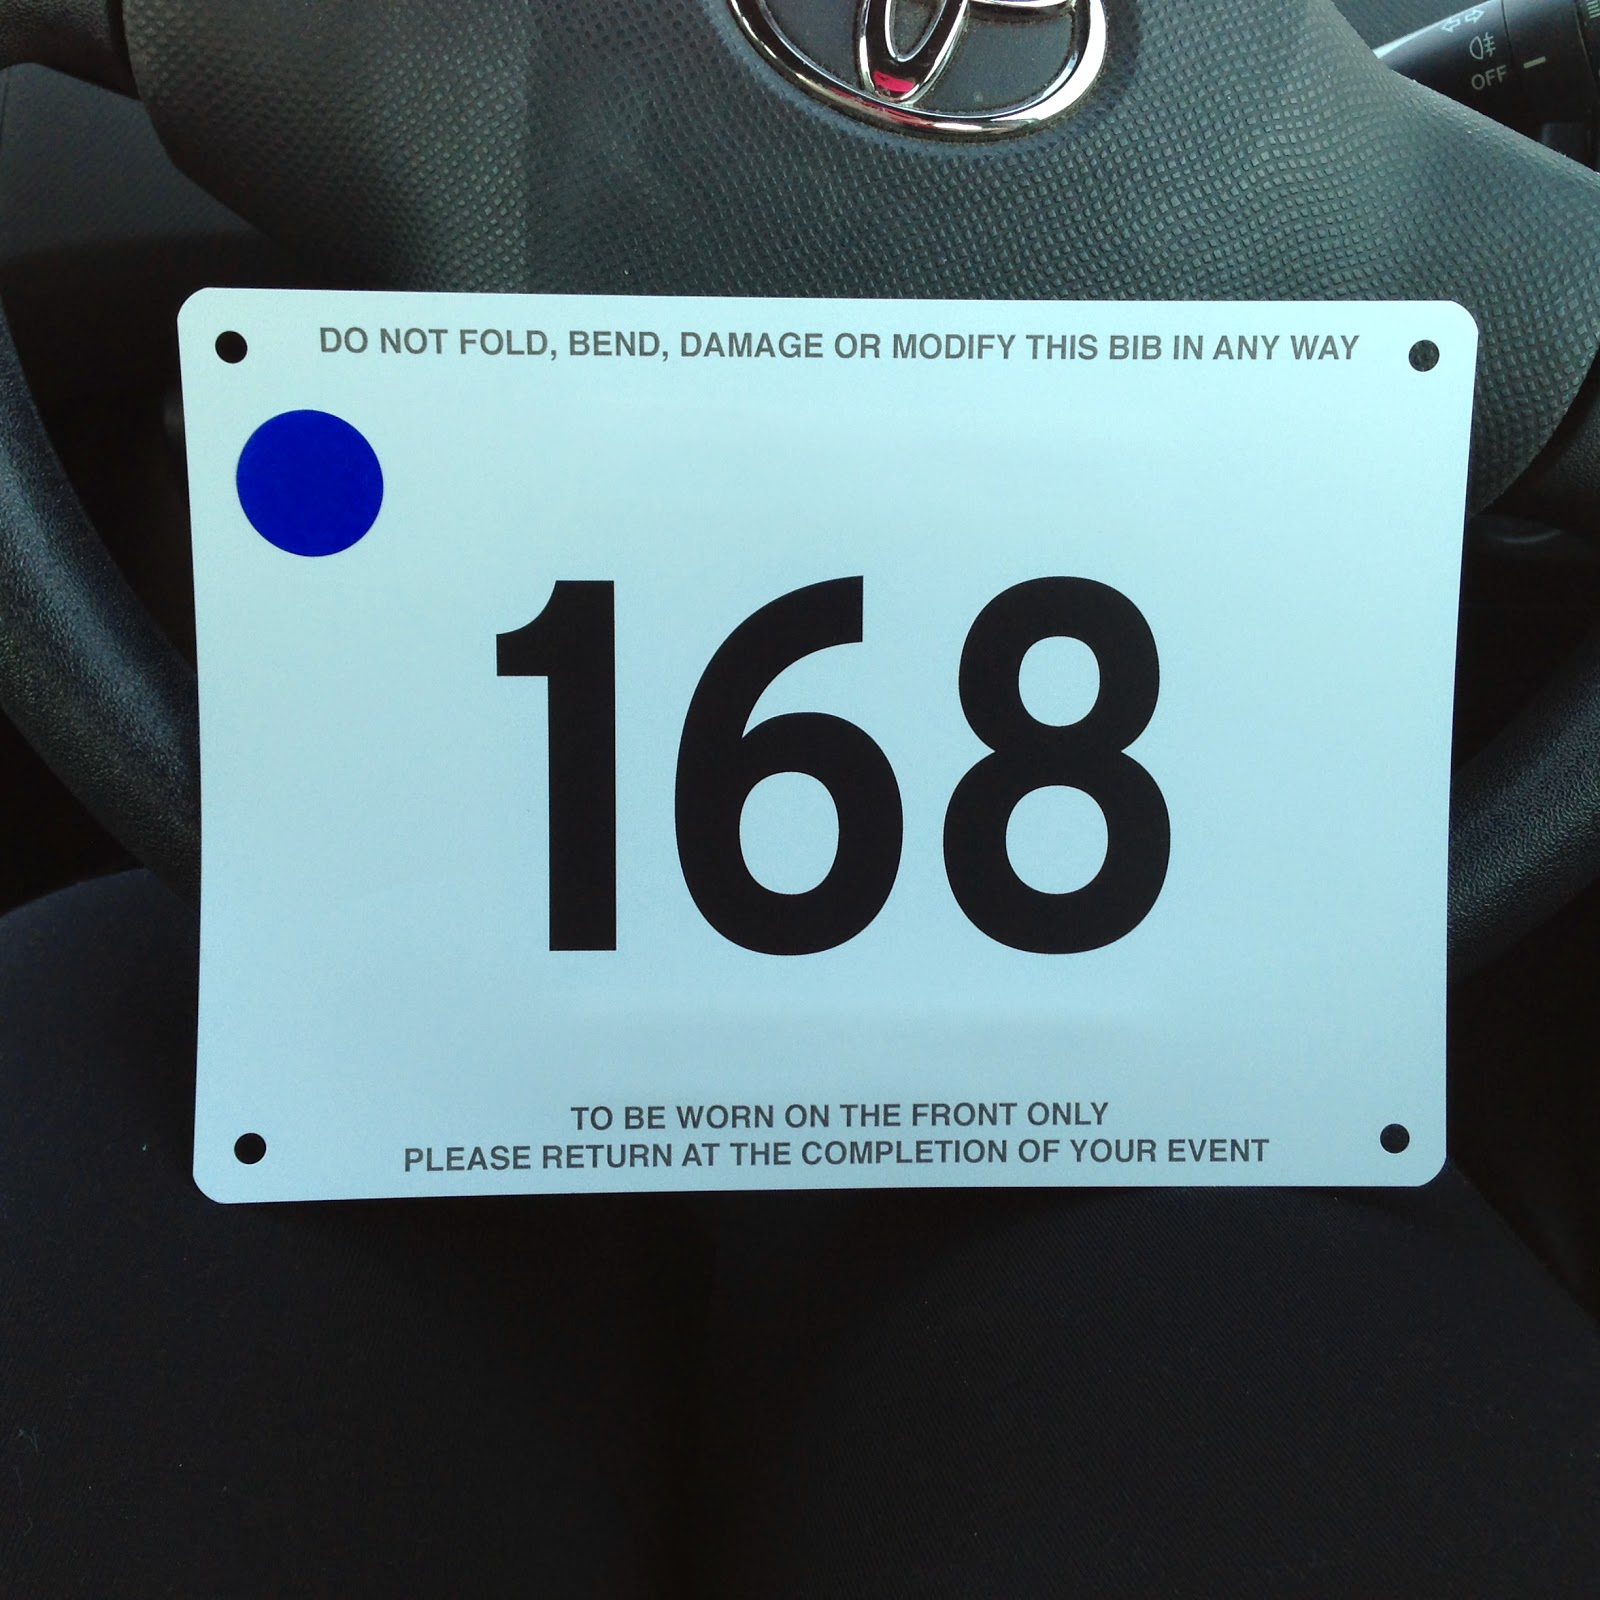 OFF
DO NOT FOLD, BEND, DAMAGE OR MODIFY THIS BIB IN ANY WAY
168
TO BE WORN ON THE FRONT ONLY
PLEASE RETURN AT THE COMPLETION OF YOUR EVENT